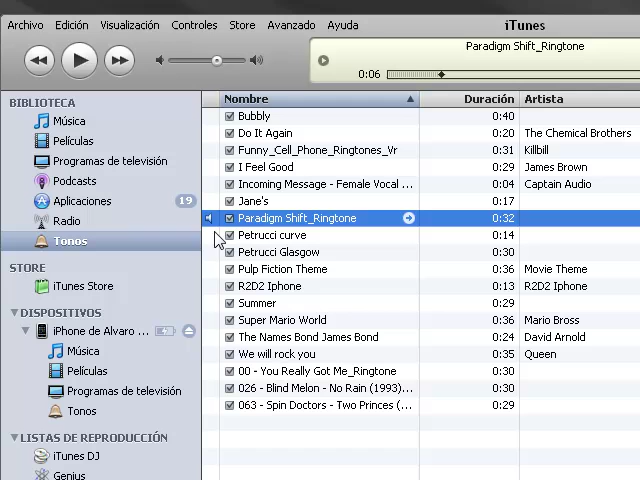 Archivo Edición Visualización Controles Store Avanzado Ayuda iTunes
Paradigm Shift_Ringtone
0:06
BIBLIOTECA
Música
Películas
Programas de televisión
Podcasts
Aplicaciones 19
Radio
Tonos
STORE
iTunes Store
DISPOSITIVOS
iPhone de Alvaro ...
Música
Películas
Programas de televisión
Tonos
LISTAS DE REPRODUCCIÓN
iTunes DJ
Genius
Nombre Duración Artista
Bubbly 0:40
Do It Again 0:20 The Chemical Brothers
Funny_Cell_Phone_Ringtones_Vr 0:31 Killbill
I Feel Good 0:29 James Brown
Incoming Message - Female Vocal ... 0:04 Captain Audio
Jane's 0:17
Paradigm Shift_Ringtone 0:32
Petrucci curve 0:14
Petrucci Glasgow 0:30
Pulp Fiction Theme 0:36 Movie Theme
R2D2 Iphone 0:13 R2D2 Iphone
Summer 0:29
Super Mario World 0:36 Mario Bross
The Names Bond James Bond 0:24 David Arnold
We will rock you 0:35 Queen
00 - You Really Got Me_Ringtone 0:30
026 - Blind Melon - No Rain (1993)... 0:30
063 - Spin Doctors - Two Princes (... 0:29